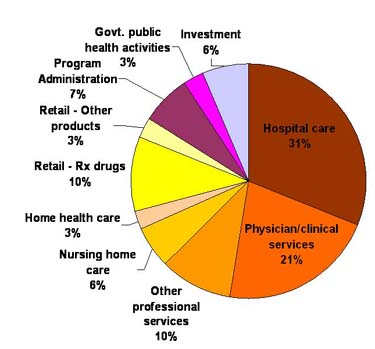 Govt. public
health activities
3%
Investment
6%
Program
Administration
7%
Retail - Other
products
3%
Retail - Rx drugs
10%
Home health care
3%
Nursing home
care
6%
Other
professional
services
10%
Physician/clinical
services
21%
Hospital care
31%